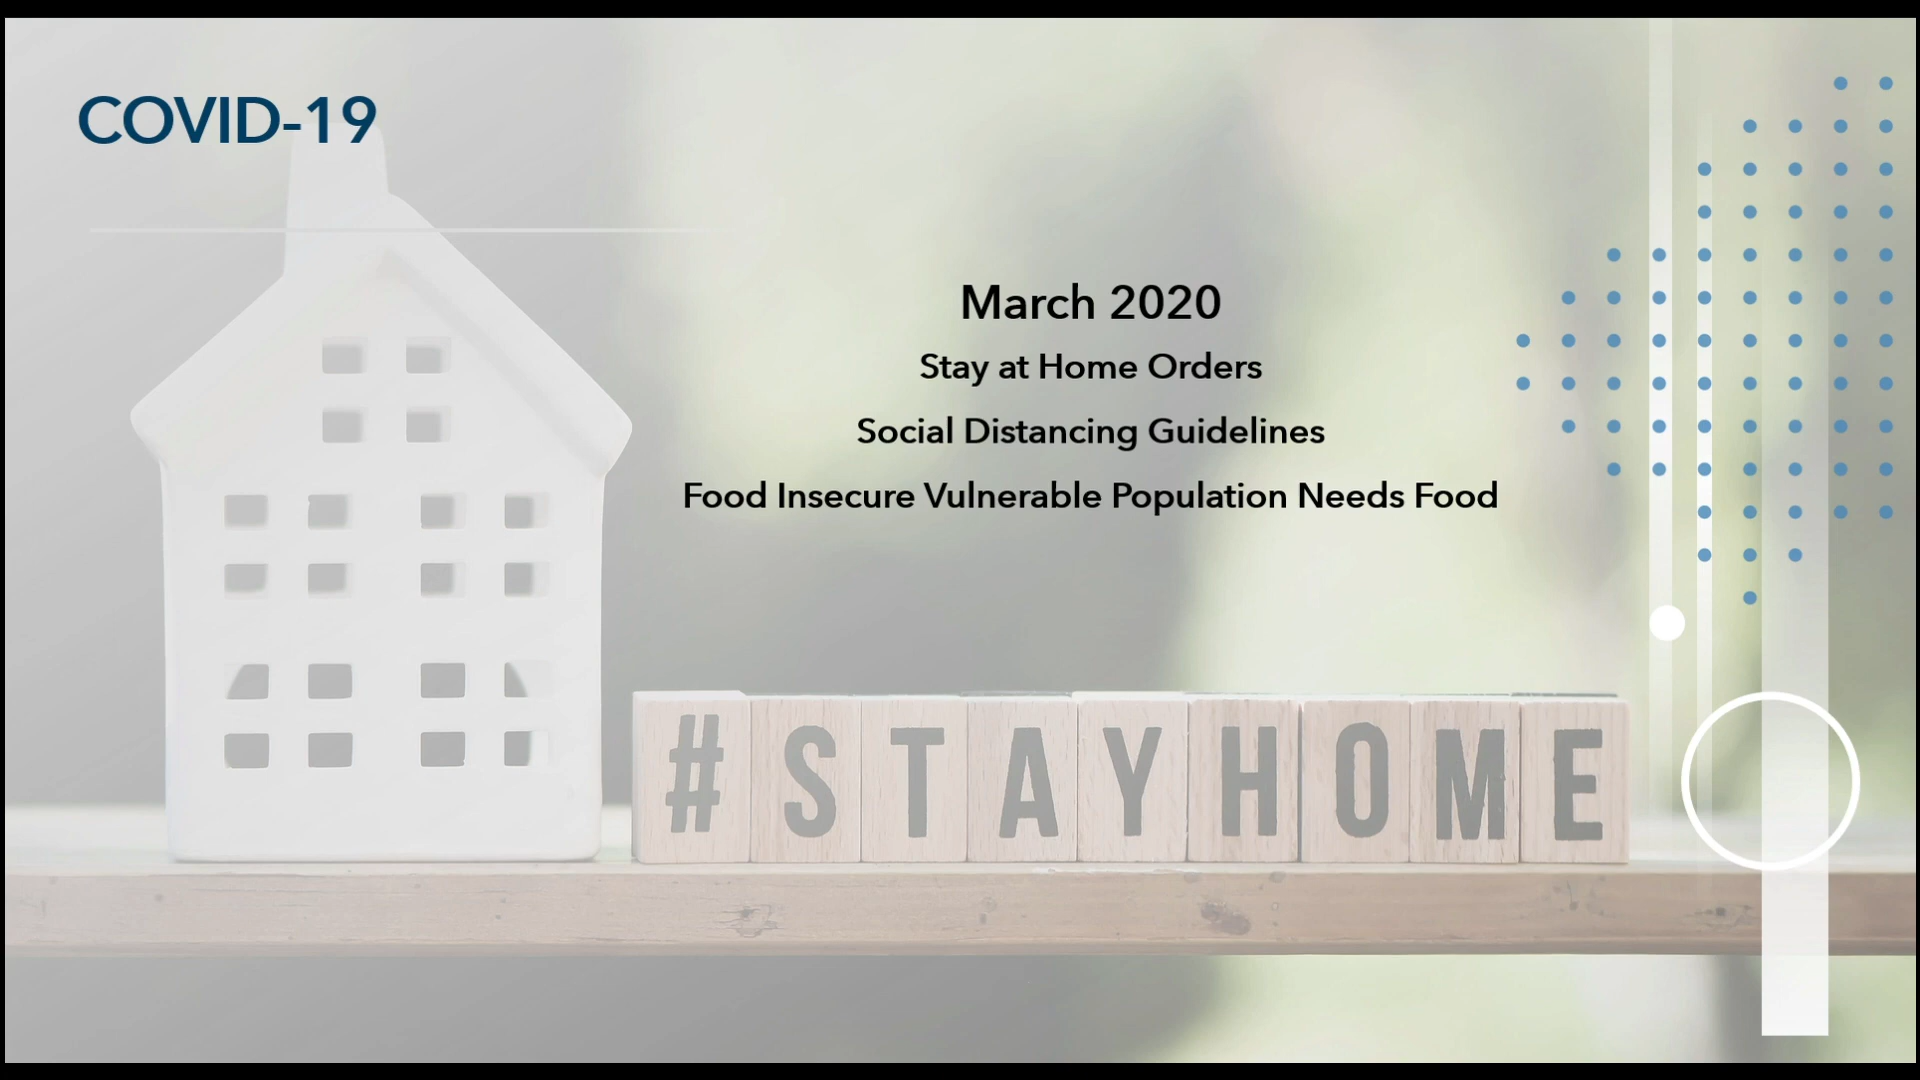 COVID-19
March 2020
Stay at Home Orders
Social Distancing Guidelines
Food Insecure Vulnerable Population Needs Food
#STAYHOME